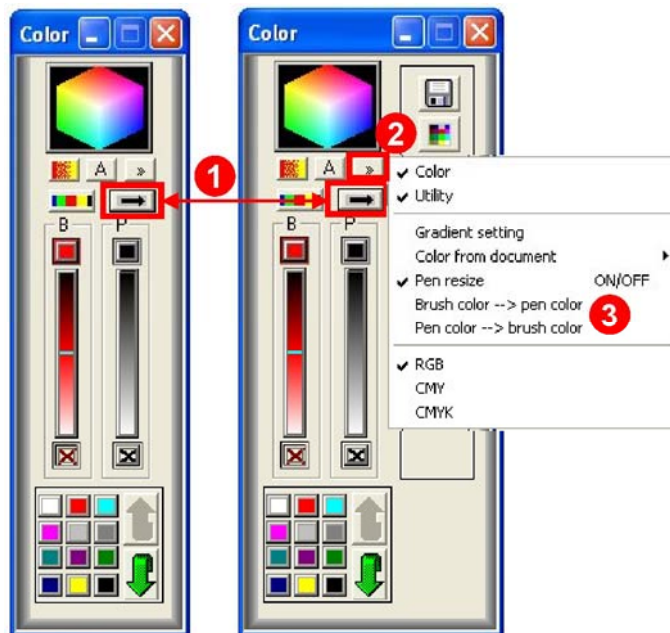 Color
A »
B P
1
Color
2
A »
B P
Color
Utility
Gradient setting
Color from document
Pen resize ON/OFF
Brush color --> pen color
3
Pen color --> brush color
RGB
CMY
CMYK